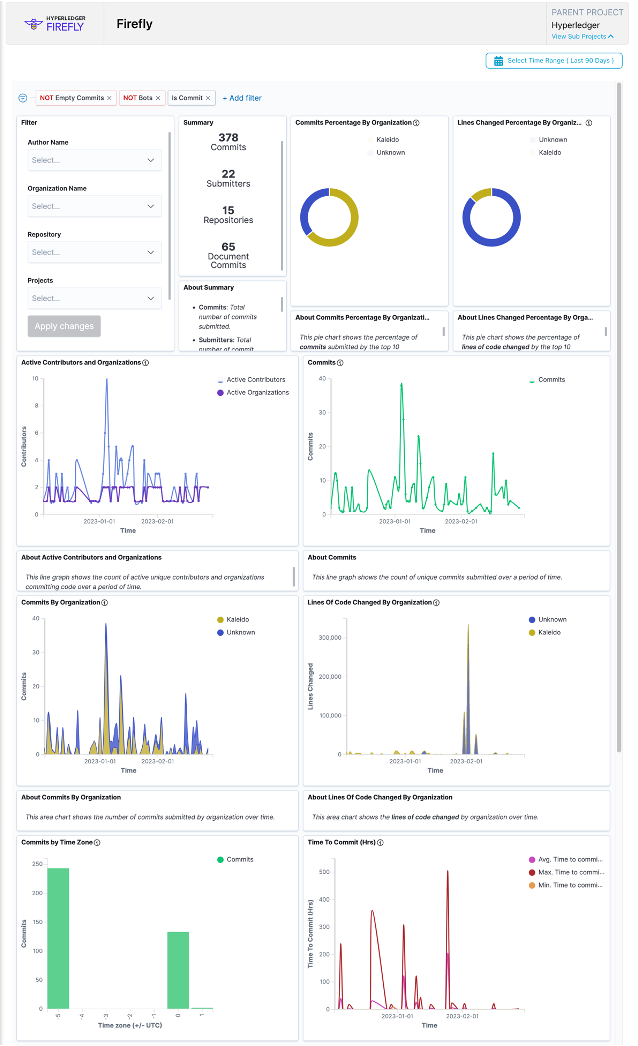 HYPERLEDGER
FIREFLY
Firefly
PARENT PROJECT
Hyperledger
View Sub Projects
Select Time Range ( Last 90 Days )
NOT Empty Commits ×
NOT Bots ×
Is Commit ×
+ Add filter
Filter
Author Name
Select...
Organization Name
Select...
Repository
Select...
Projects
Select...
Apply changes
Summary
378
Commits
22
Submitters
15
Repositories
65
Document
Commits
About Summary
• Commits: Total
number of commits
submitted.
• Submitters: Total
number of commit
Commits Percentage By Organization
Kaleido
Unknown
About Commits Percentage By Organizati...
This pie chart shows the percentage of
commits submitted by the top 10
Lines Changed Percentage By Organiz...
Unknown
Kaleido
About Lines Changed Percentage By Orga...
This pie chart shows the percentage of
lines of code changed by the top 10
Active Contributors and Organizations
Active Contributors
Active Organizations
Contributors
10
8
6
4
2
0
2023-01-01 2023-02-01
Time
Commits
Commits
Commits
40
30
20
10
0
2023-01-01 2023-02-01
Time
About Active Contributors and Organizations
This line graph shows the count of active unique contributors and organizations
committing code over a period of time.
About Commits
This line graph shows the count of unique commits submitted over a period of time.
Commits By Organization
Kaleido
Unknown
Commits
40
30
20
10
0
2023-01-01 2023-02-01
Time
Lines Of Code Changed By Organization
Unknown
Kaleido
Lines Changed
300,000
200,000
100,000
0
2023-01-01 2023-02-01
Time
About Commits By Organization
This area chart shows the number of commits submitted by organization over time.
About Lines Of Code Changed By Organization
This area chart shows the lines of code changed by organization over time.
Commits by Time Zone
Commits
Commits
250
200
150
100
50
0
-5 -4 -3 -2 -1 0 1
Time zone (+/- UTC)
Time To Commit (Hrs)
Avg. Time to commi...
Max. Time to commi...
Min. Time to commi...
Time To Commit (Hrs)
500
400
300
200
100
0
2023-01-01 2023-02-01
Time